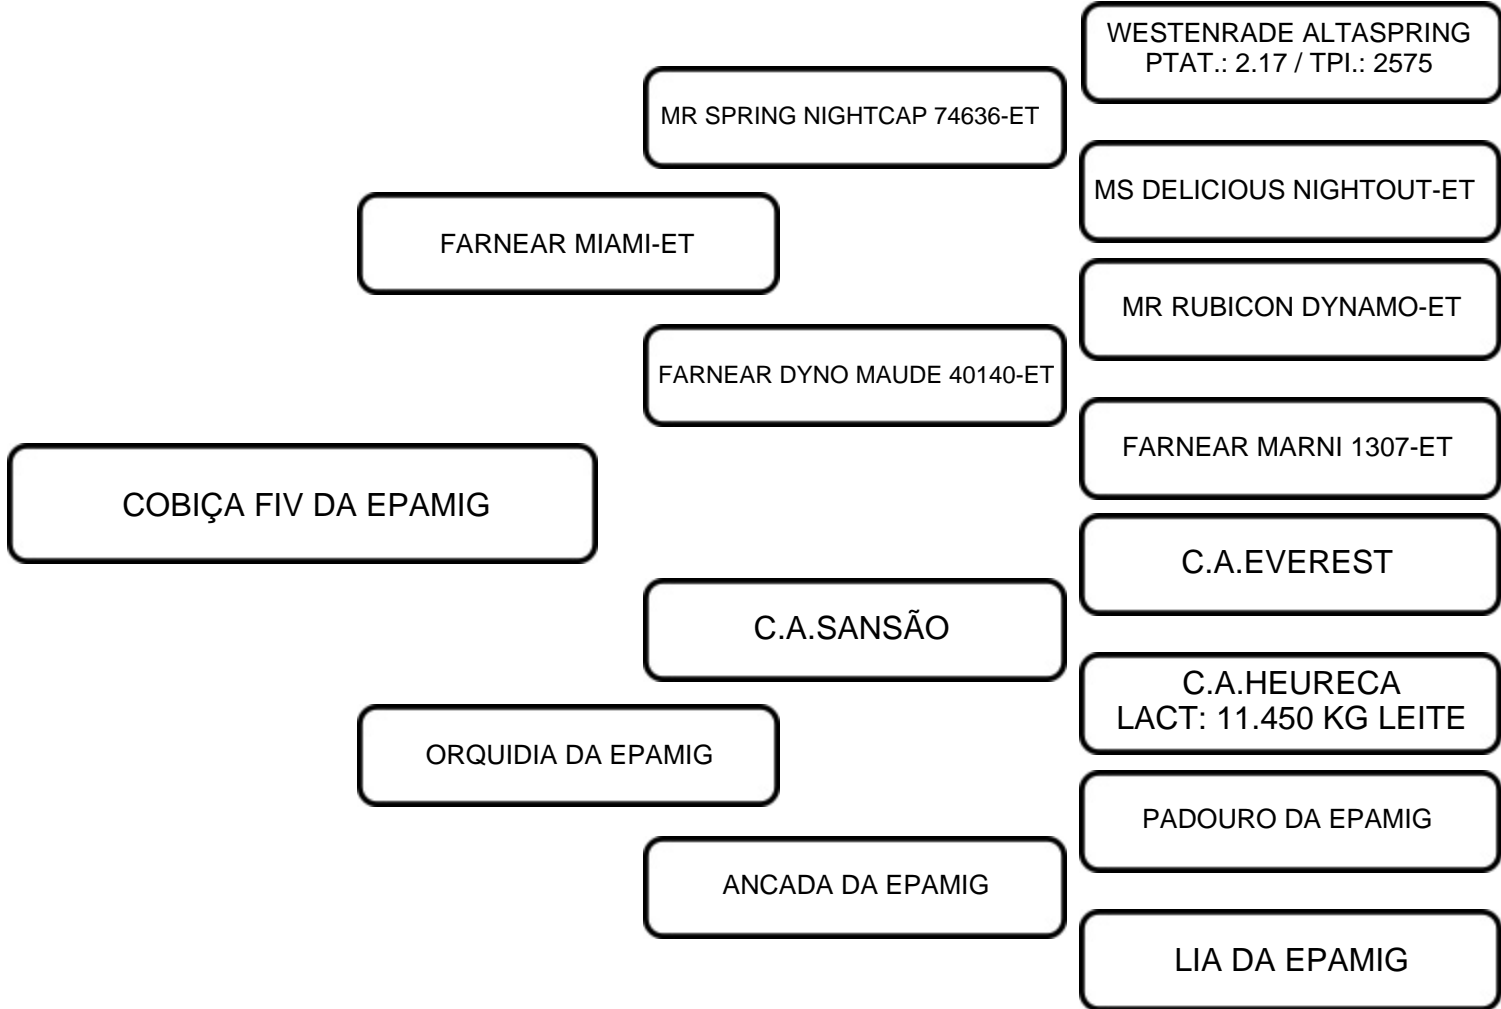 WESTENRADE ALTASPRING
PTAT.: 2.17 / TPI.: 2575
MR SPRING NIGHTCAP 74636-ET
MS DELICIOUS NIGHTOUT-ET
FARNEAR MIAMI-ET
MR RUBICON DYNAMO-ET
FARNEAR DYNO MAUDE 40140-ET
FARNEAR MARNI 1307-ET
COBIÇA FIV DA EPAMIG
C.A.EVEREST
C.A.SANSÃO
C.A.HEURECA
LACT: 11.450 KG LEITE
ORQUIDIA DA EPAMIG
PADOURO DA EPAMIG
ANCADA DA EPAMIG
LIA DA EPAMIG